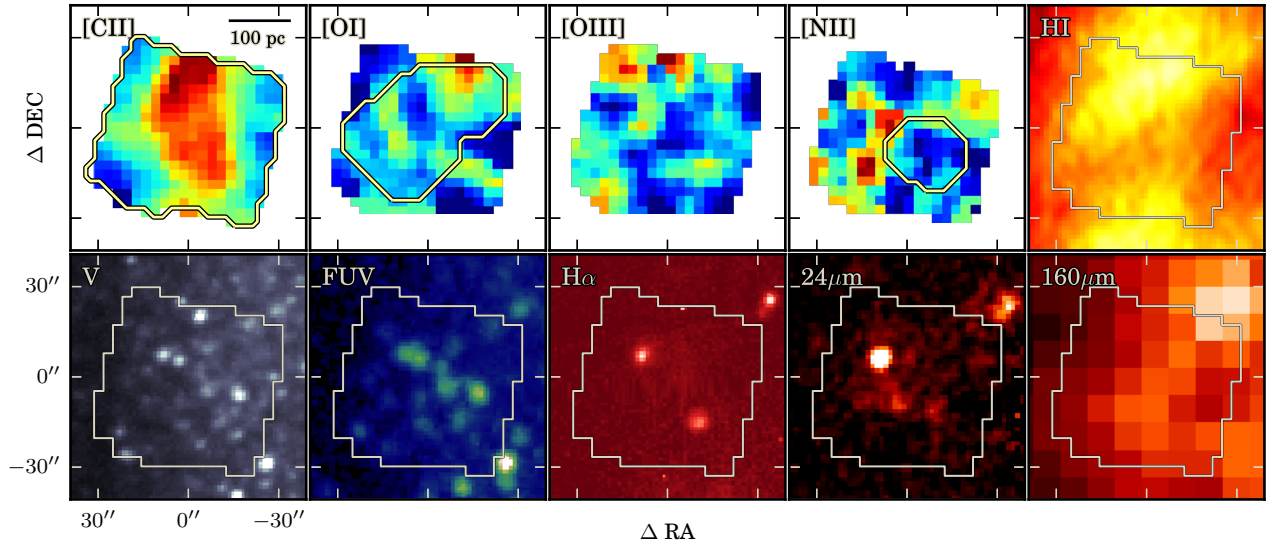 [CII]
100 pc
[OI]
[OIII]
[NII]
HI
Δ DEC
V
FUV
Hα
24μm
160μm
30′′
0′′
−30′′
30′′
0′′
−30′′
Δ RA